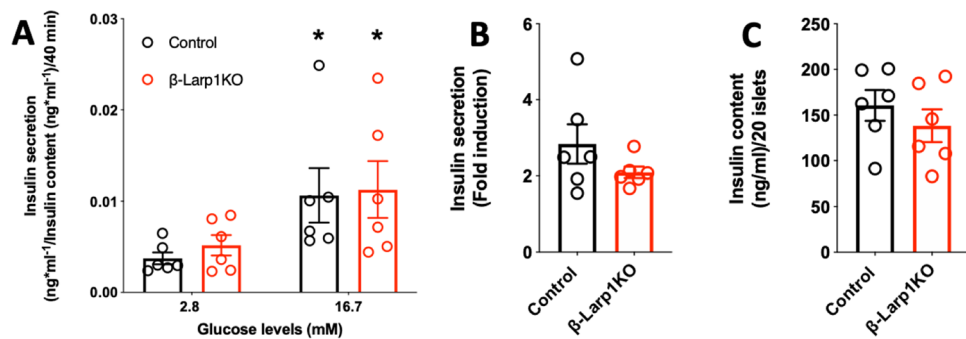 A
Insulin secretion
(ng*ml⁻¹/Insulin content (ng*ml⁻¹)/40 min)
0.03
0.02
0.01
0.00
Control
β-Larp1KO
* *
2.8 16.7
Glucose levels (mM)
B
Insulin secretion
(Fold induction)
6
4
2
0
Control
β-Larp1KO
C
Insulin content
(ng/ml)/20 islets
250
200
150
100
50
0
Control
β-Larp1KO